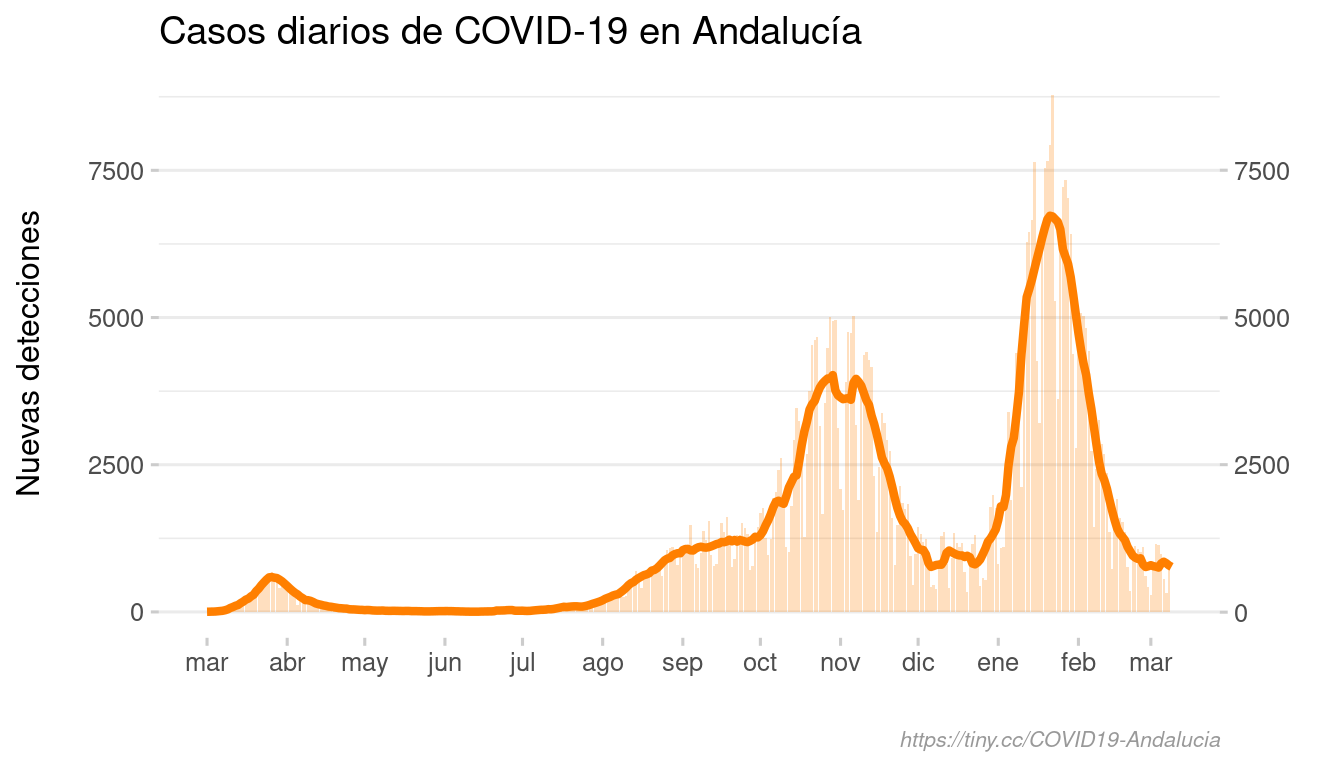 Casos diarios de COVID-19 en Andalucía
Nuevas detecciones
7500 7500
5000 5000
2500 2500
0 0
mar abr may jun jul ago sep oct nov dic ene feb mar
https://tiny.cc/COVID19-Andalucia